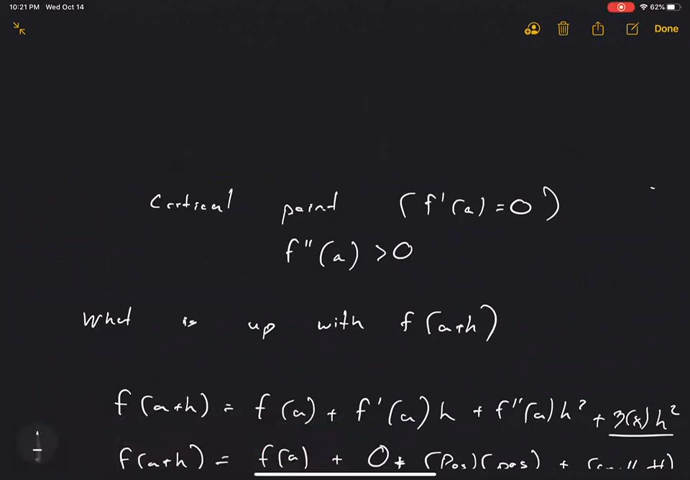 10:21 PM Wed Oct 14 62%
Done
Critical point (f'(a) = 0)
f"(a) > 0
What is up with f(a+h)
f(a+h) = f(a) + f'(a)h + f"(a)h² + 3(x)h²
f(a+h) = f(a) + 0 + (Pos)(pos) +